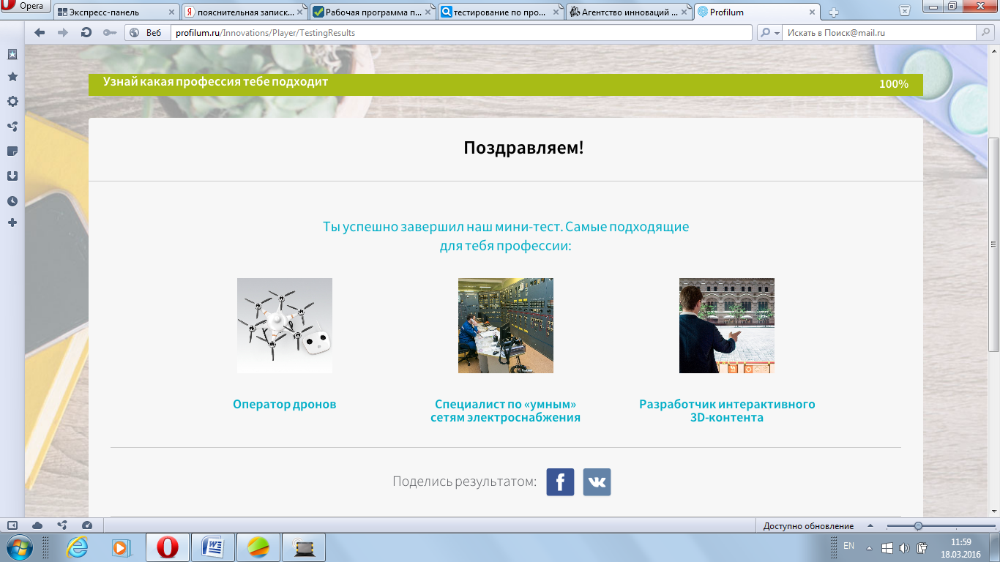 Opera
Экспресс-панель
пояснительная записк...
Рабочая программа п...
тестирование по про...
Агентство инноваций ...
Profilum
Веб
profilum.ru/Innovations/Player/TestingResults
Искать в Поиск@mail.ru
Узнай какая профессия тебе подходит
100%
Поздравляем!
Ты успешно завершил наш мини-тест. Самые подходящие
для тебя профессии:
Оператор дронов
Специалист по «умным»
сетям электроснабжения
Разработчик интерактивного
3D-контента
Поделись результатом:
Доступно обновление
EN
11:59
18.03.2016